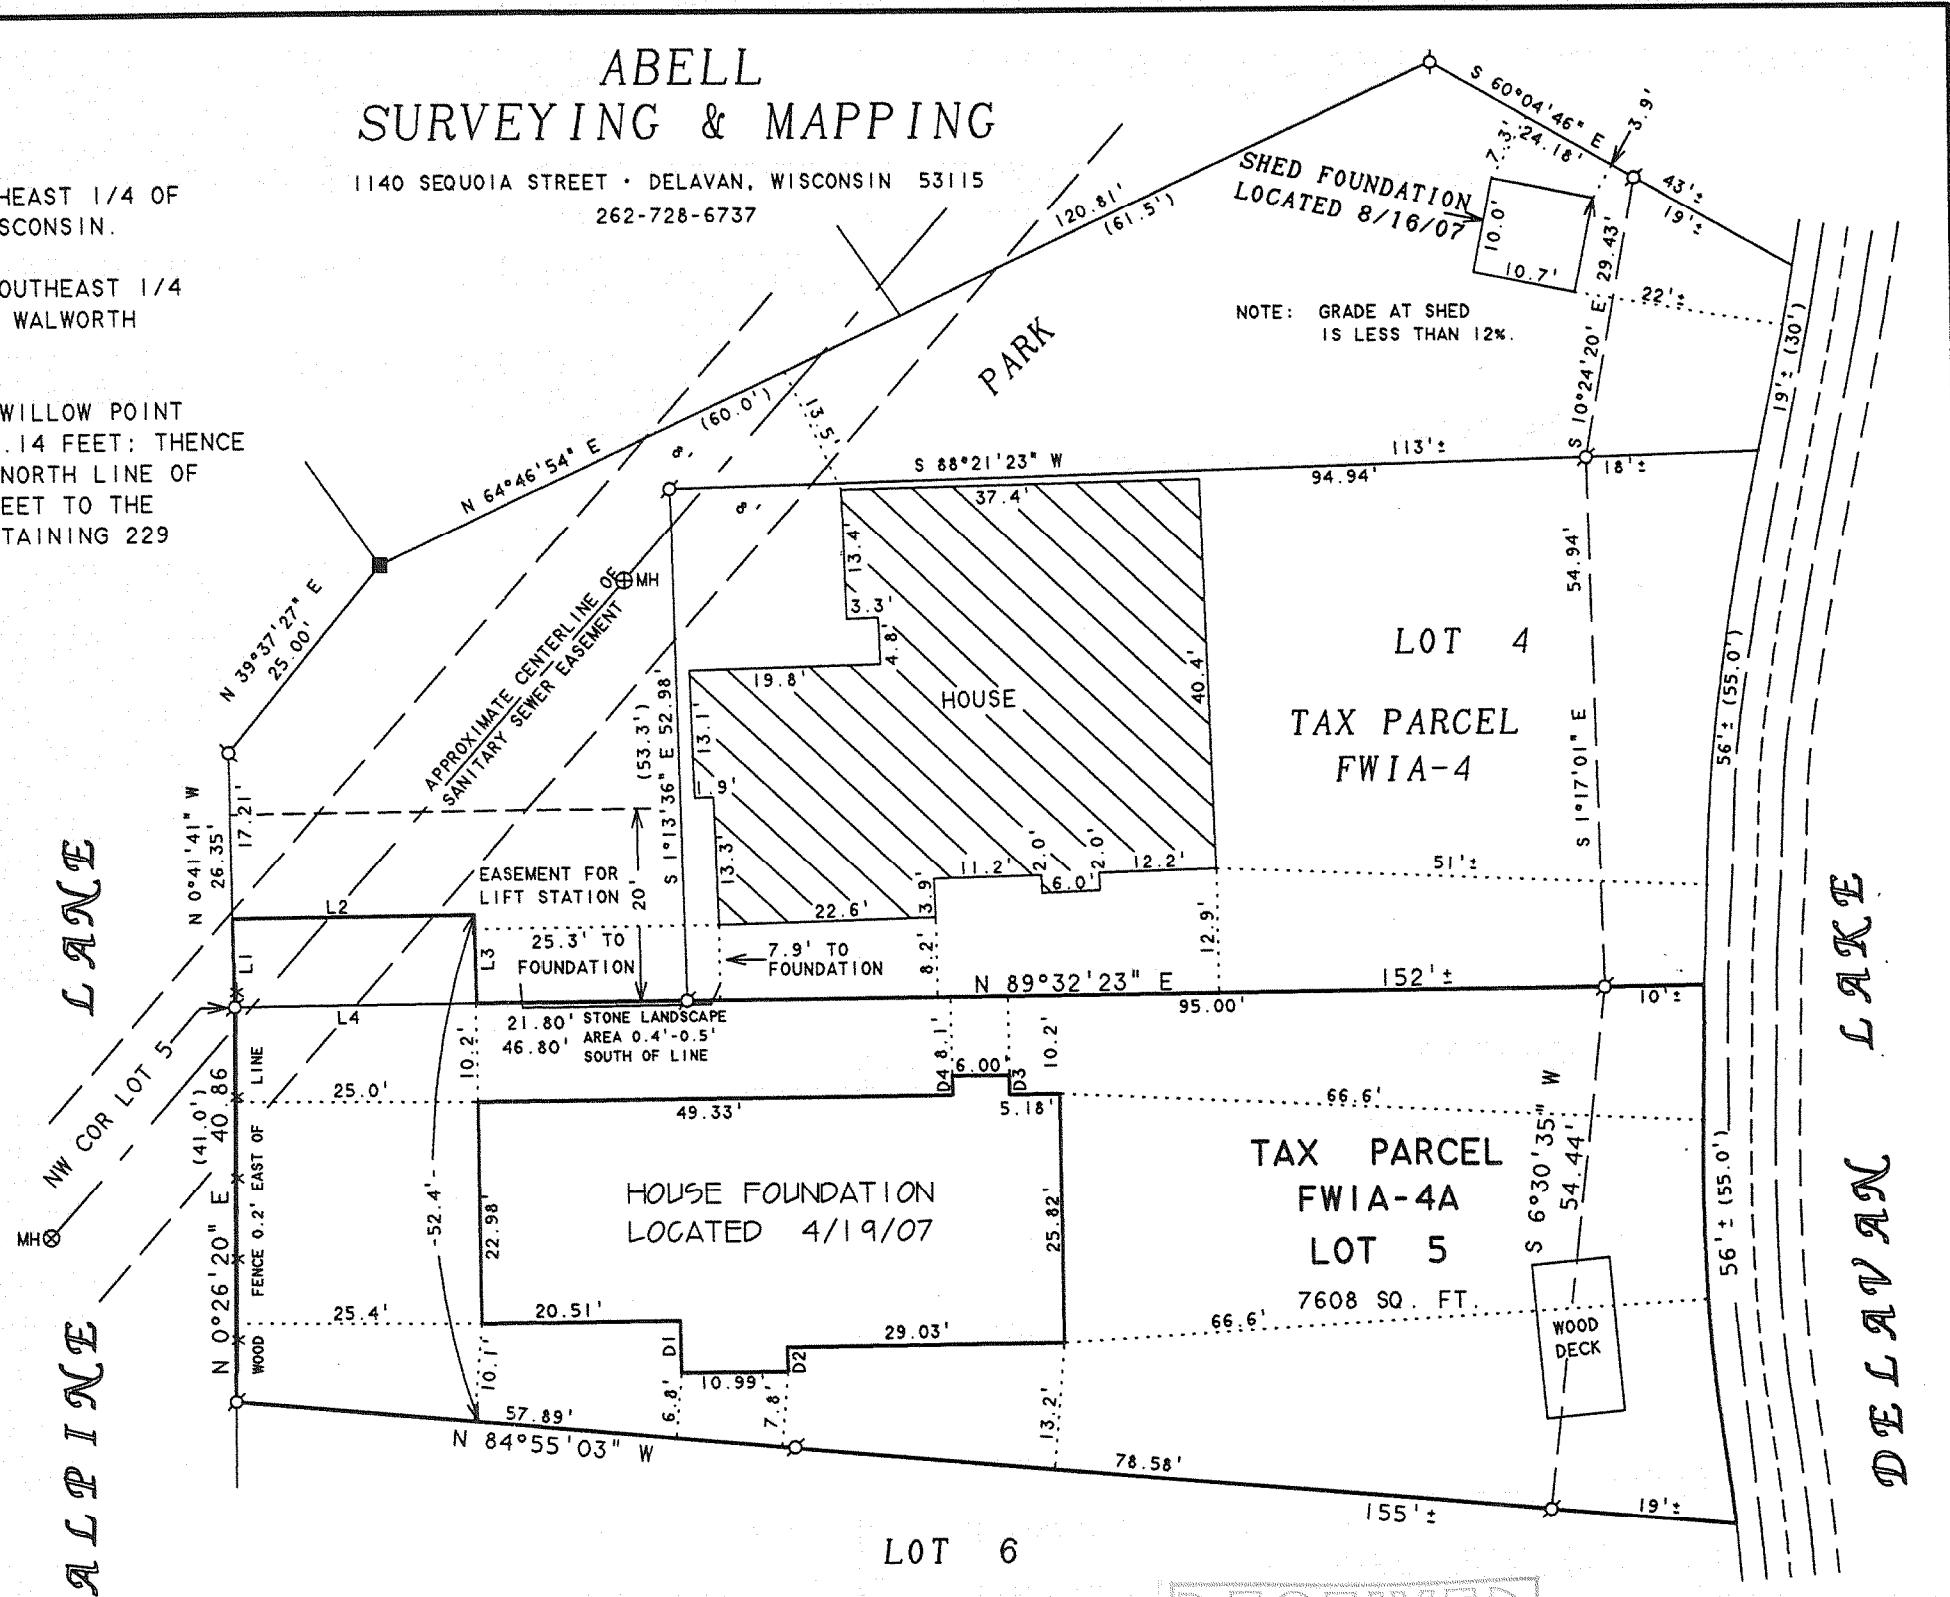 ABELL
SURVEYING & MAPPING
1140 SEQUOIA STREET · DELAVAN, WISCONSIN 53115
262-728-6737
HEAST 1/4 OF
SCONSIN.
OUTHEAST 1/4
WALWORTH
WILLOW POINT
.14 FEET; THENCE
NORTH LINE OF
EET TO THE
TAINING 229
S 60°04'46" E
24.18'
3.9'
7.3'
43'±
19'±
SHED FOUNDATION
LOCATED 8/16/07
10.0'
10.7'
22'±
NOTE: GRADE AT SHED
IS LESS THAN 12%.
S 10°24'20" E 29.43'
19'± (30')
120.81'
(61.5')
PARK
N 64°46'54" E
(60.0')
13.5'
8'
8'
S 88°21'23" W
113'±
94.94'
18'±
37.4'
13.4'
3.3'
4.8'
19.8'
HOUSE
40.4'
13.1'
1.9'
13.3'
22.6'
3.9'
11.2'
2.0'
6.0'
2.0'
12.2'
54.94'
S 1°17'01" E
LOT 4
TAX PARCEL
FWIA-4
56'± (55.0')
51'±
N 39°37'27" E
25.00'
MH
APPROXIMATE CENTERLINE OF
SANITARY SEWER EASEMENT
(53.3')
S 1°13'36" E 52.98'
N 0°41'41" W
26.35'
17.21'
EASEMENT FOR
LIFT STATION
20'
L2
L1
L3
L4
25.3' TO
FOUNDATION
7.9' TO
FOUNDATION
8.2'
12.9'
N 89°32'23" E
152'±
95.00'
10'±
21.80'
46.80'
STONE LANDSCAPE
AREA 0.4'-0.5'
SOUTH OF LINE
NW COR LOT 5
MH
10.2'
8.1'
D4
6.00'
D3
10.2'
25.0'
49.33'
5.18'
66.6'
(41.0')
N 0°26'20" E 40.86
WOOD FENCE 0.2' EAST OF LINE
52.4'
22.98'
HOUSE FOUNDATION
LOCATED 4/19/07
25.82'
TAX PARCEL
FWIA-4A
LOT 5
7608 SQ. FT.
S 6°30'35" W
54.44'
56'± (55.0')
25.4'
20.51'
29.03'
66.6'
D1
D2
10.99'
10.1'
6.8'
7.8'
13.2'
WOOD
DECK
57.89'
N 84°55'03" W
78.58'
155'±
19'±
LOT 6
ALPINE LANE
DELAVAN LAKE
RECEIVED